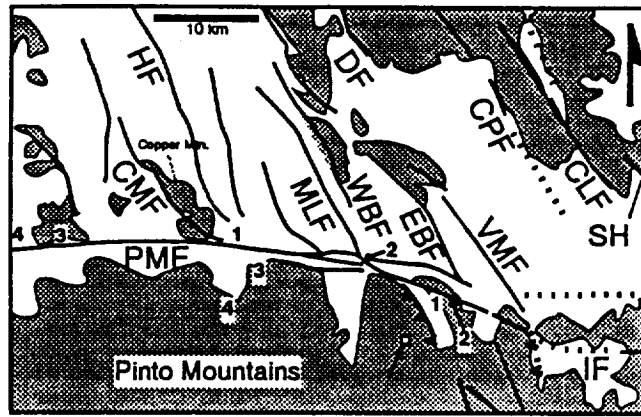 10 km
HF
DF
CPF
Copper Mtn.
CMF
CLF
MLF
WBF
EBF
VMF
SH
4
3
1
2
PMF
3
4
1
2
IF
Pinto Mountains